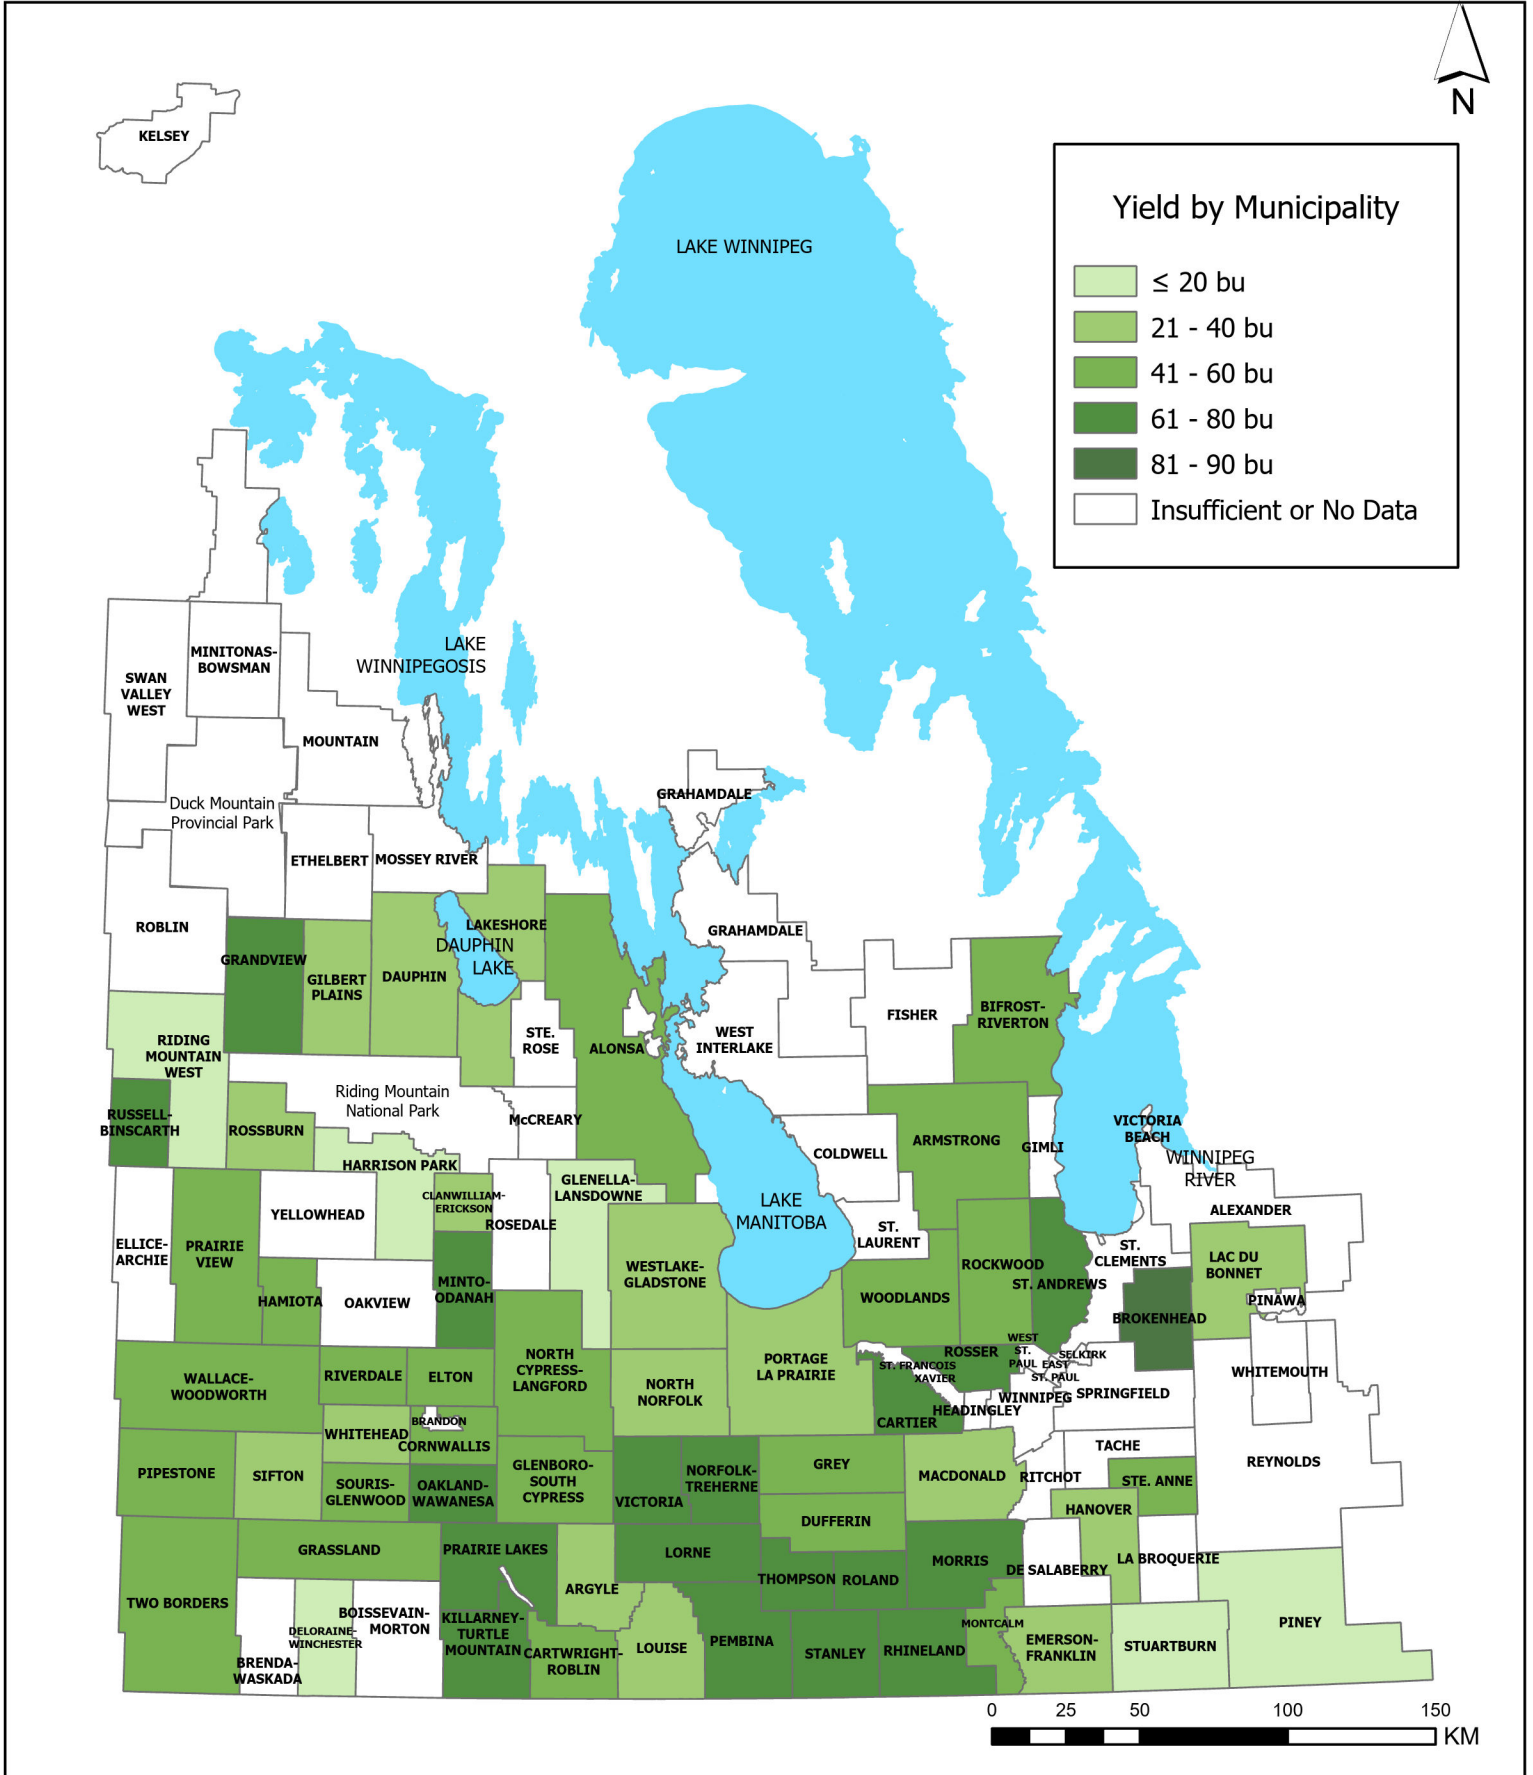 N
KELSEY
Yield by Municipality
≤ 20 bu
21 - 40 bu
41 - 60 bu
61 - 80 bu
81 - 90 bu
Insufficient or No Data
LAKE WINNIPEG
LAKE
WINNIPEGOSIS
MINITONAS-
BOWSMAN
SWAN
VALLEY
WEST
MOUNTAIN
Duck Mountain
Provincial Park
GRAHAMDALE
ETHELBERT
MOSSEY RIVER
ROBLIN
LAKESHORE
GRAHAMDALE
DAUPHIN
LAKE
GRANDVIEW
GILBERT
PLAINS
DAUPHIN
FISHER
BIFROST-
RIVERTON
STE.
ROSE
ALONSA
WEST
INTERLAKE
RIDING
MOUNTAIN
WEST
Riding Mountain
National Park
RUSSELL-
BINSCARTH
ROSSBURN
McCREARY
VICTORIA
BEACH
ARMSTRONG
GIMLI
COLDWELL
WINNIPEG
RIVER
HARRISON PARK
GLENELLA-
LANSDOWNE
CLANWILLIAM-
ERICKSON
LAKE
MANITOBA
YELLOWHEAD
ROSEDALE
ALEXANDER
ST.
LAURENT
ELLICE-
ARCHIE
PRAIRIE
VIEW
ST.
CLEMENTS
LAC DU
BONNET
WESTLAKE-
GLADSTONE
ROCKWOOD
ST. ANDREWS
MINTO-
ODANAH
HAMIOTA
OAKVIEW
WOODLANDS
PINAWA
BROKENHEAD
WEST
ST.
PAUL
ROSSER
SELKIRK
EAST
ST. PAUL
ST. FRANCOIS
XAVIER
NORTH
CYPRESS-
LANGFORD
PORTAGE
LA PRAIRIE
WHITEMOUTH
WALLACE-
WOODWORTH
RIVERDALE
ELTON
NORTH
NORFOLK
WINNIPEG
SPRINGFIELD
HEADINGLEY
CARTIER
BRANDON
WHITEHEAD
CORNWALLIS
TACHE
PIPESTONE
SIFTON
GLENBORO-
SOUTH
CYPRESS
GREY
MACDONALD
RITCHOT
STE. ANNE
REYNOLDS
SOURIS-
GLENWOOD
OAKLAND-
WAWANESA
VICTORIA
NORFOLK-
TREHERNE
HANOVER
DUFFERIN
GRASSLAND
PRAIRIE LAKES
LORNE
MORRIS
DE SALABERRY
LA BROQUERIE
ARGYLE
THOMPSON
ROLAND
TWO BORDERS
BOISSEVAIN-
MORTON
DELORAINE-
WINCHESTER
KILLARNEY-
TURTLE
MOUNTAIN
MONTCALM
PINEY
BRENDA-
WASKADA
CARTWRIGHT-
ROBLIN
LOUISE
PEMBINA
STANLEY
RHINELAND
EMERSON-
FRANKLIN
STUARTBURN
0 25 50 100 150
KM